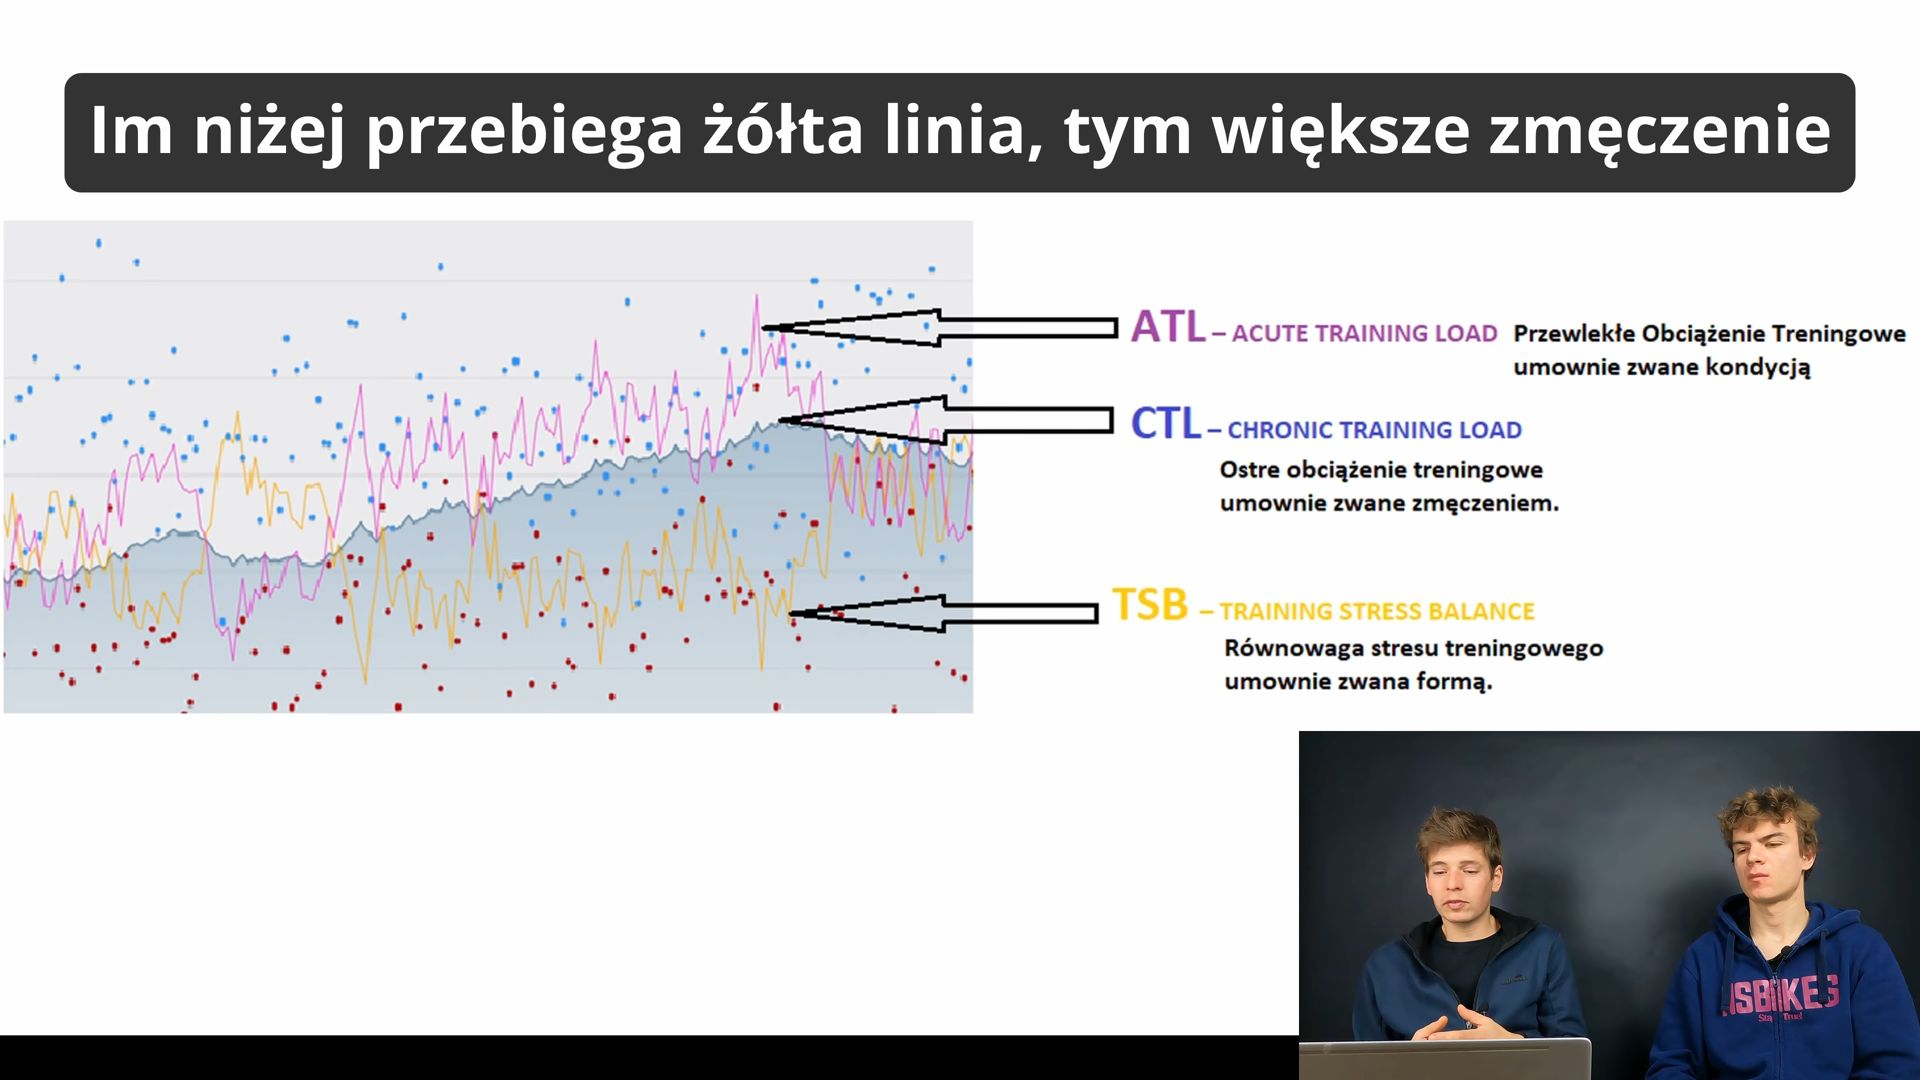 Im niżej przebiega żółta linia, tym większe zmęczenie
ATL – ACUTE TRAINING LOAD Przewlekłe Obciążenie Treningowe
umownie zwane kondycją
CTL – CHRONIC TRAINING LOAD
Ostre obciążenie treningowe
umownie zwane zmęczeniem.
TSB – TRAINING STRESS BALANCE
Równowaga stresu treningowego
umownie zwana formą.